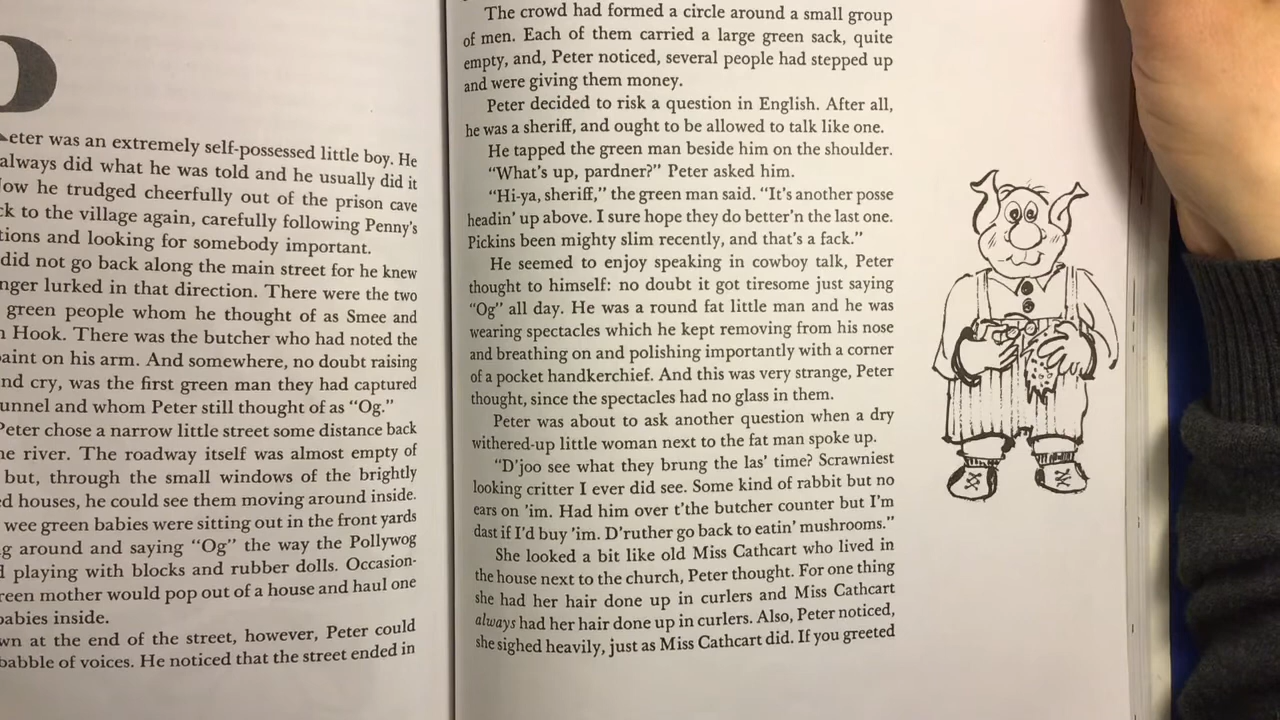 eter was an extremely self-possessed little boy. He
always did what he was told and he usually did it
ow he trudged cheerfully out of the prison cave
ck to the village again, carefully following Penny's
tions and looking for somebody important.
did not go back along the main street for he knew
nger lurked in that direction. There were the two
green people whom he thought of as Smee and
n Hook. There was the butcher who had noted the
paint on his arm. And somewhere, no doubt raising
nd cry, was the first green man they had captured
unnel and whom Peter still thought of as "Og."
Peter chose a narrow little street some distance back
he river. The roadway itself was almost empty of
but, through the small windows of the brightly
ed houses, he could see them moving around inside.
wee green babies were sitting out in the front yards
g around and saying "Og" the way the Pollywog
d playing with blocks and rubber dolls. Occasion-
reen mother would pop out of a house and haul one
babies inside.
wn at the end of the street, however, Peter could
babble of voices. He noticed that the street ended in
The crowd had formed a circle around a small group
of men. Each of them carried a large green sack, quite
empty, and, Peter noticed, several people had stepped up
and were giving them money.
Peter decided to risk a question in English. After all,
he was a sheriff, and ought to be allowed to talk like one.
He tapped the green man beside him on the shoulder.
"What's up, pardner?" Peter asked him.
"Hi-ya, sheriff," the green man said. "It's another posse
headin' up above. I sure hope they do better'n the last one.
Pickins been mighty slim recently, and that's a fack."
He seemed to enjoy speaking in cowboy talk, Peter
thought to himself: no doubt it got tiresome just saying
"Og" all day. He was a round fat little man and he was
wearing spectacles which he kept removing from his nose
and breathing on and polishing importantly with a corner
of a pocket handkerchief. And this was very strange, Peter
thought, since the spectacles had no glass in them.
Peter was about to ask another question when a dry
withered-up little woman next to the fat man spoke up.
"D'joo see what they brung the las' time? Scrawniest
looking critter I ever did see. Some kind of rabbit but no
ears on 'im. Had him over t'the butcher counter but I'm
dast if I'd buy 'im. D'ruther go back to eatin' mushrooms."
She looked a bit like old Miss Cathcart who lived in
the house next to the church, Peter thought. For one thing
she had her hair done up in curlers and Miss Cathcart
always had her hair done up in curlers. Also, Peter noticed,
she sighed heavily, just as Miss Cathcart did. If you greeted